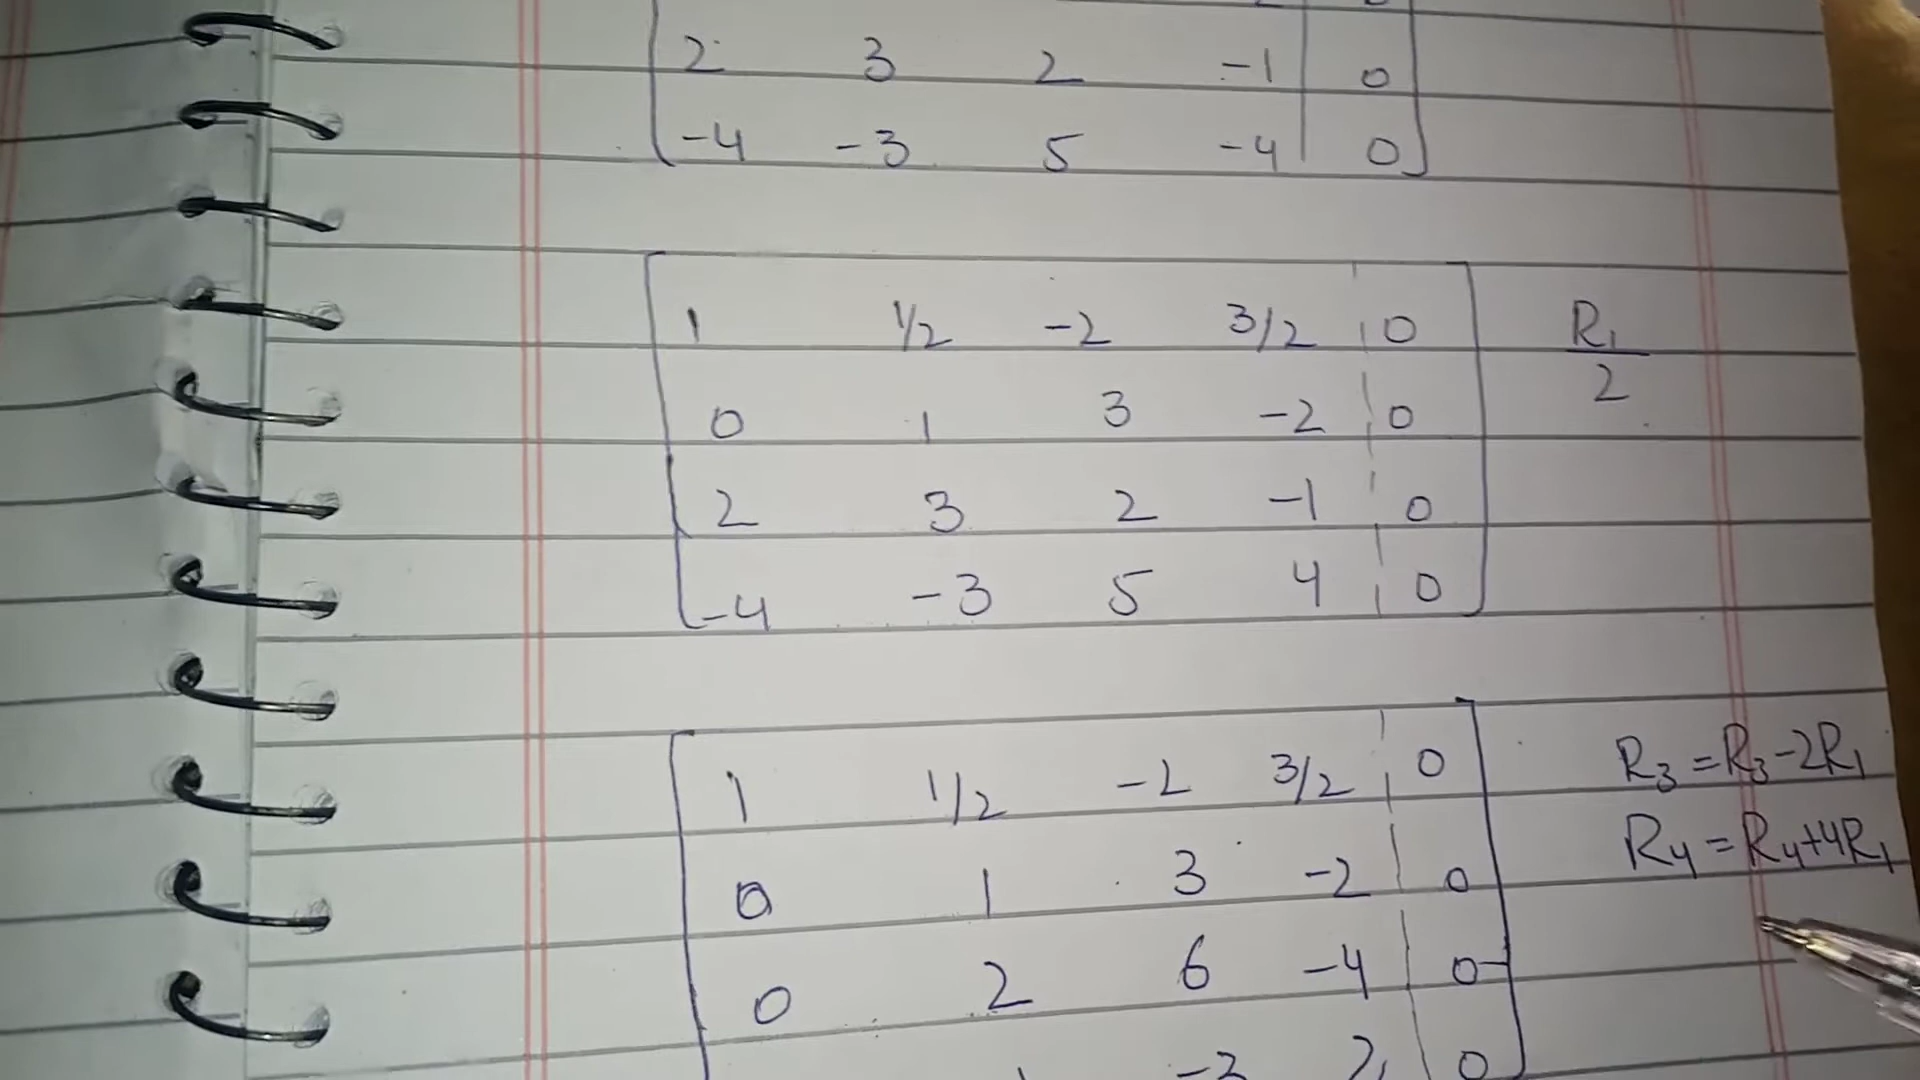 2 3 2 -1 0
-4 -3 5 -4 0
1 1/2 -2 3/2 0 R1/2
0 1 3 -2 0
2 3 2 -1 0
-4 -3 5 4 0
1 1/2 -2 3/2 0 R3 = R3-2R1
0 1 3 -2 0 R4 = R4+4R1
0 2 6 -4 0
-3 0